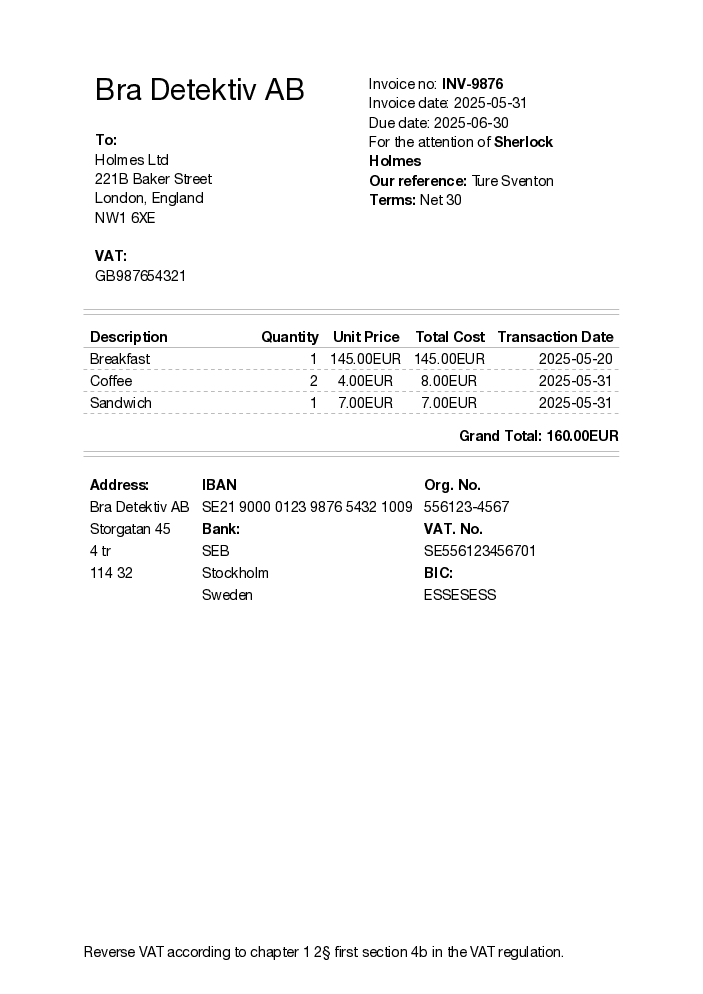 Bra Detektiv AB
To:
Holmes Ltd
221B Baker Street
London, England
NW1 6XE
VAT:
GB987654321
Invoice no: INV-9876
Invoice date: 2025-05-31
Due date: 2025-06-30
For the attention of Sherlock
Holmes
Our reference: Ture Sventon
Terms: Net 30
Description Quantity Unit Price Total Cost Transaction Date
Breakfast 1 145.00EUR 145.00EUR 2025-05-20
Coffee 2 4.00EUR 8.00EUR 2025-05-31
Sandwich 1 7.00EUR 7.00EUR 2025-05-31
Grand Total: 160.00EUR
Address: IBAN Org. No.
Bra Detektiv AB SE21 9000 0123 9876 5432 1009 556123-4567
Storgatan 45 Bank: VAT. No.
4 tr SEB SE556123456701
114 32 Stockholm BIC:
Sweden ESSESESS
Reverse VAT according to chapter 1 2§ first section 4b in the VAT regulation.